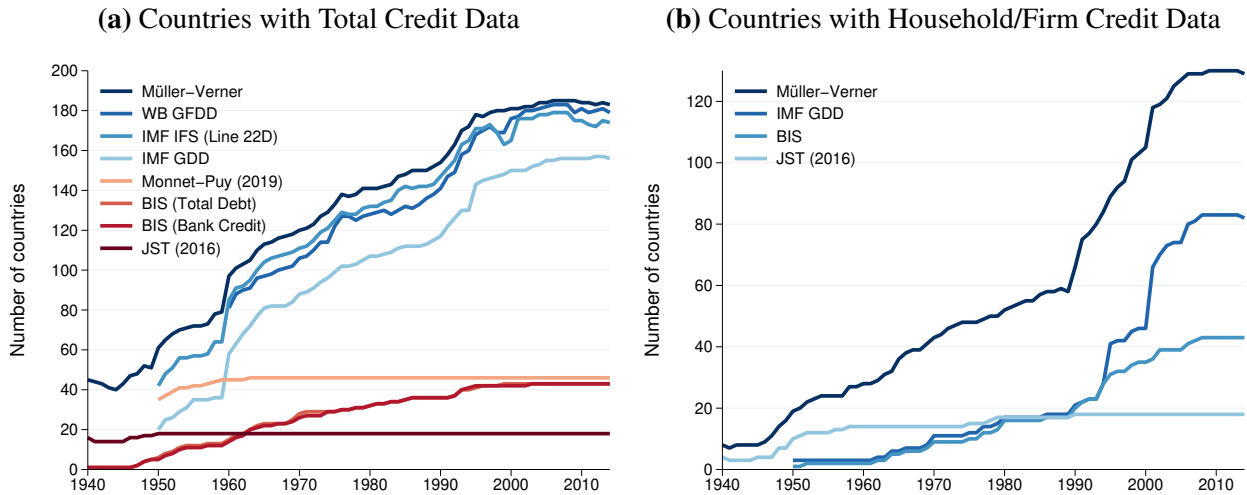 (a) Countries with Total Credit Data
Number of countries
200
180
160
140
120
100
80
60
40
20
0
Müller−Verner
WB GFDD
IMF IFS (Line 22D)
IMF GDD
Monnet−Puy (2019)
BIS (Total Debt)
BIS (Bank Credit)
JST (2016)
1940 1950 1960 1970 1980 1990 2000 2010
(b) Countries with Household/Firm Credit Data
Number of countries
120
100
80
60
40
20
0
Müller−Verner
IMF GDD
BIS
JST (2016)
1940 1950 1960 1970 1980 1990 2000 2010